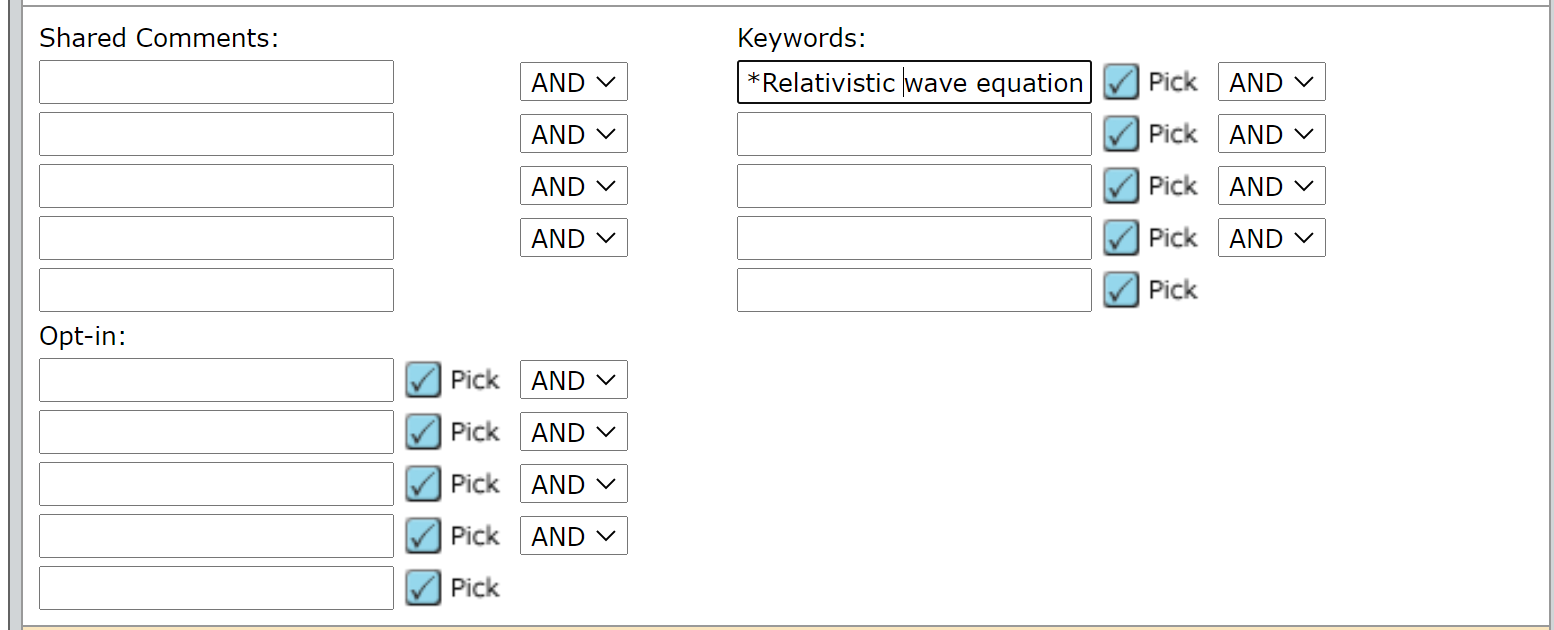 Shared Comments: Keywords:
AND *Relativistic wave equation Pick AND
AND Pick AND
AND Pick AND
AND Pick AND
Pick
Opt-in:
Pick AND
Pick AND
Pick AND
Pick AND
Pick